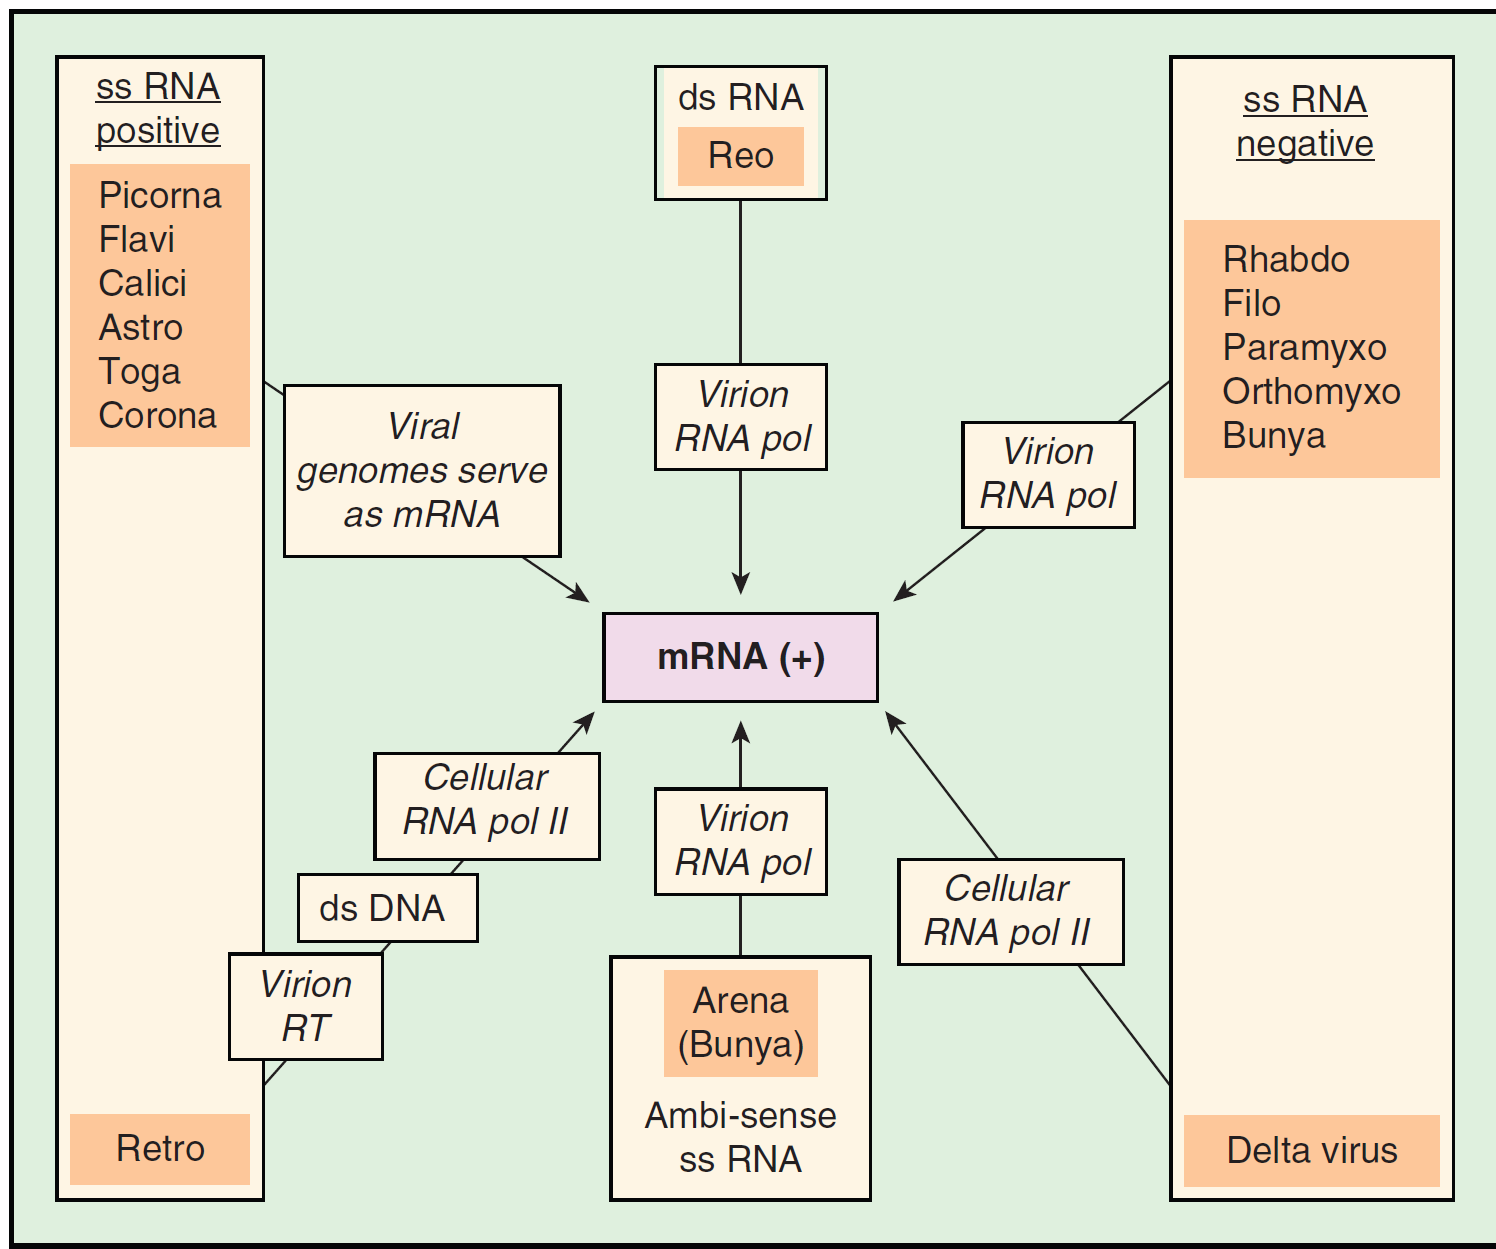 ss RNA
positive
Picorna
Flavi
Calici
Astro
Toga
Corona
Retro
Viral
genomes serve
as mRNA
ds RNA
Reo
Virion
RNA pol
ss RNA
negative
Rhabdo
Filo
Paramyxo
Orthomyxo
Bunya
Delta virus
Virion
RNA pol
mRNA (+)
Cellular
RNA pol II
ds DNA
Virion
RT
Virion
RNA pol
Arena
(Bunya)
Ambi-sense
ss RNA
Cellular
RNA pol II